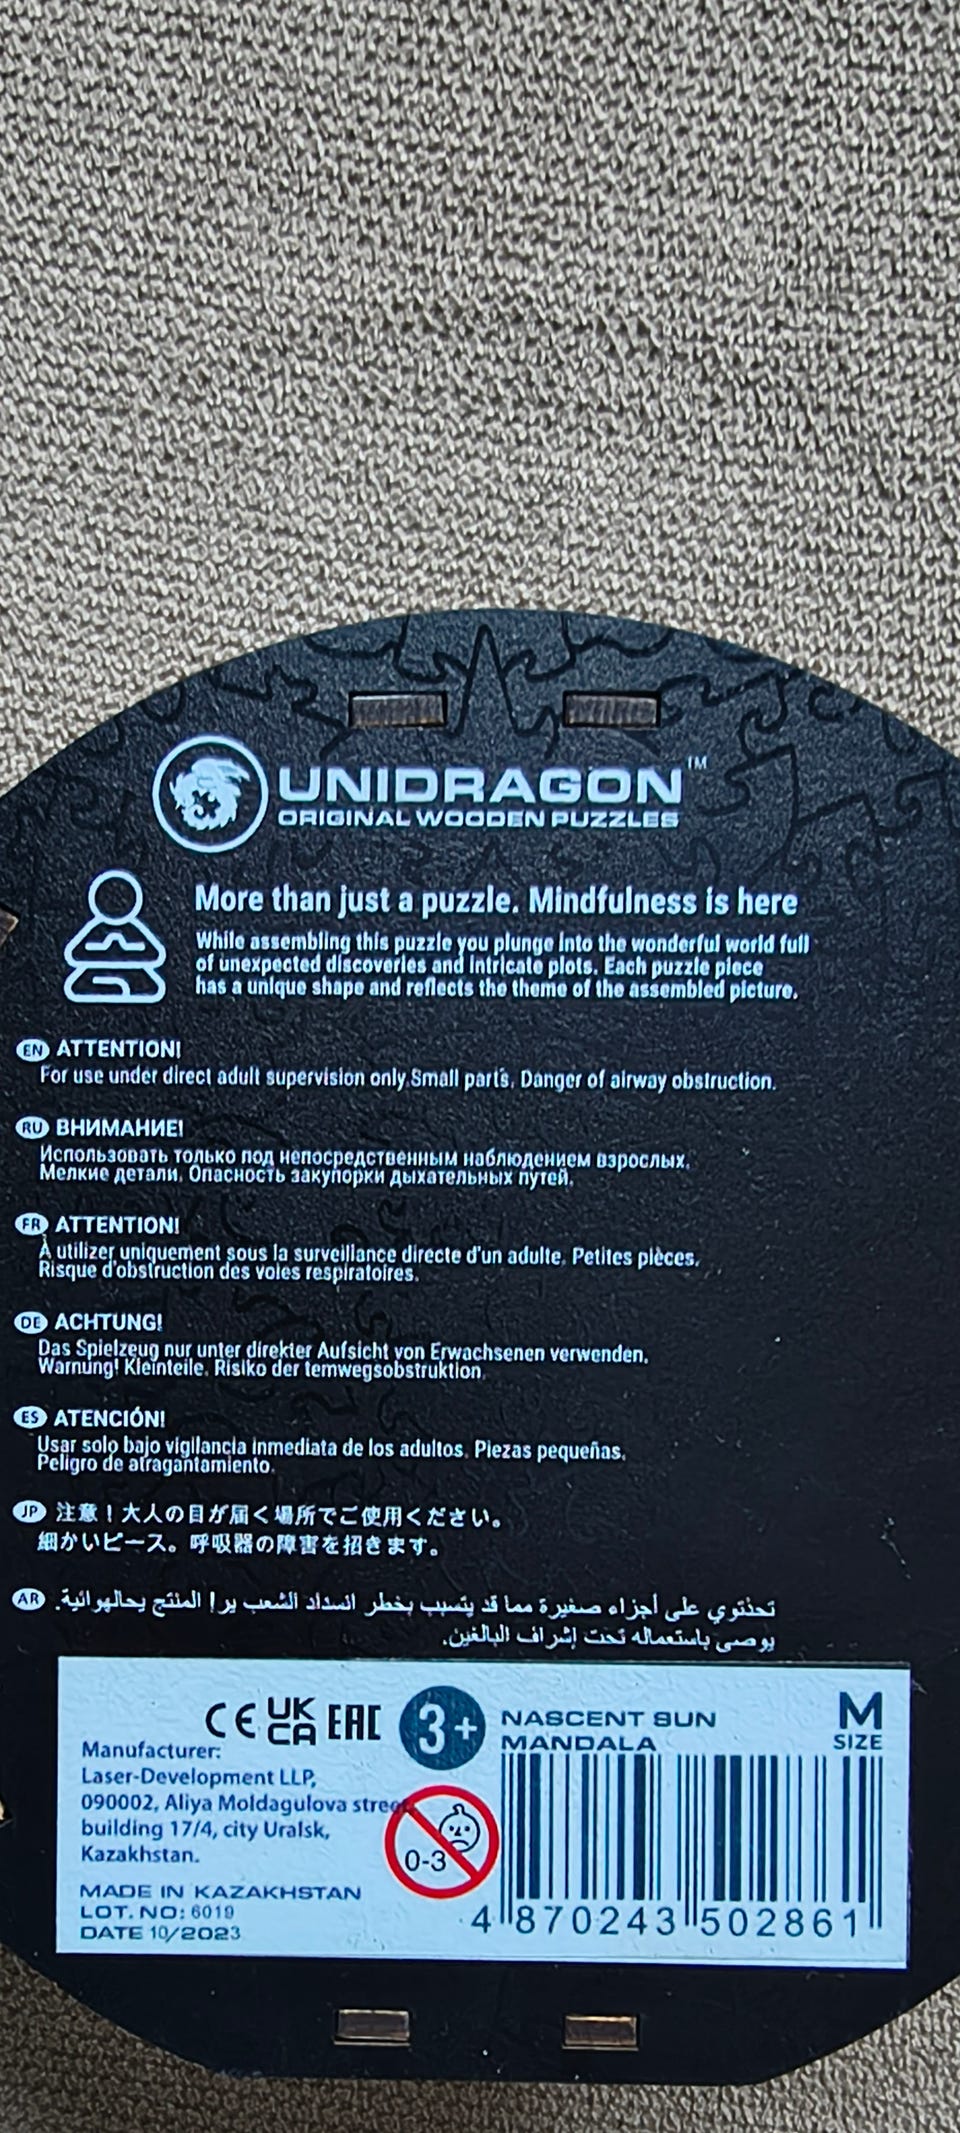 UNIDRAGON™
ORIGINAL WOODEN PUZZLES
More than just a puzzle. Mindfulness is here
While assembling this puzzle you plunge into the wonderful world full
of unexpected discoveries and intricate plots. Each puzzle piece
has a unique shape and reflects the theme of the assembled picture.
EN ATTENTION!
For use under direct adult supervision only.Small parts. Danger of airway obstruction.
RU ВНИМАНИЕ!
Использовать только под непосредственным наблюдением взрослых.
Мелкие детали. Опасность закупорки дыхательных путей.
FR ATTENTION!
À utilizer uniquement sous la surveillance directe d'un adulte. Petites pièces.
Risque d'obstruction des voies respiratoires.
DE ACHTUNG!
Das Spielzeug nur unter direkter Aufsicht von Erwachsenen verwenden.
Warnung! Kleinteile. Risiko der temwegsobstruktion.
ES ATENCIÓN!
Usar solo bajo vigilancia inmediata de los adultos. Piezas pequeñas.
Peligro de atragantamiento.
JP 注意！大人の目が届く場所でご使用ください。
細かいピース。呼吸器の障害を招きます。
AR تحتوي على أجزاء صغيرة مما قد يتسبب بخطر انسداد الشعب ير! المنتج يحالهوائية.
يوصى باستعماله تحت إشراف البالغين.
CE UK CA EAC 3+
NASCENT SUN
MANDALA
M
SIZE
Manufacturer:
Laser-Development LLP,
090002, Aliya Moldagulova street,
building 17/4, city Uralsk,
Kazakhstan.
0-3
MADE IN KAZAKHSTAN
LOT. NO: 6019
DATE 10/2023
4 870243 502861